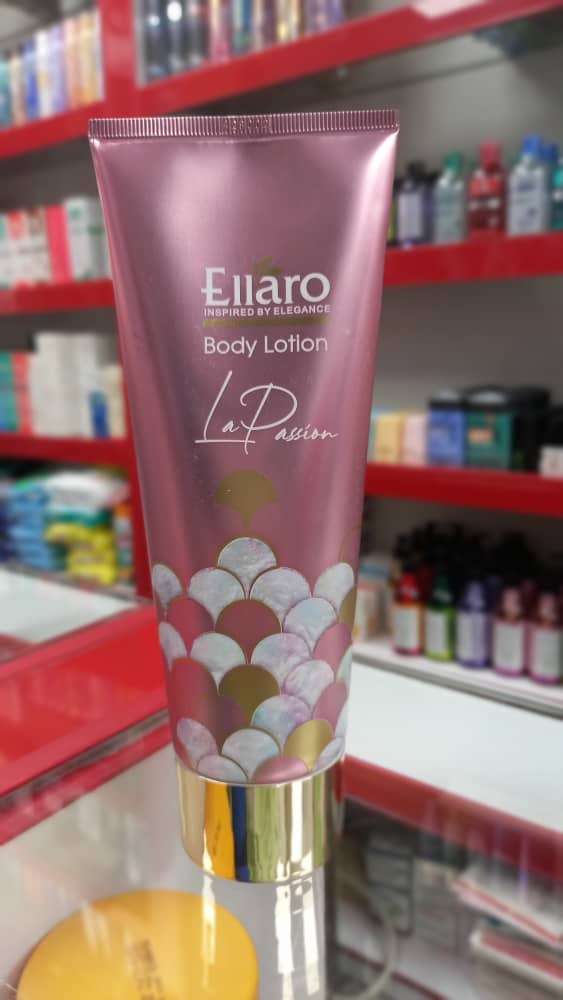 Ellaro
INSPIRED BY ELEGANCE
Body Lotion
La Passion